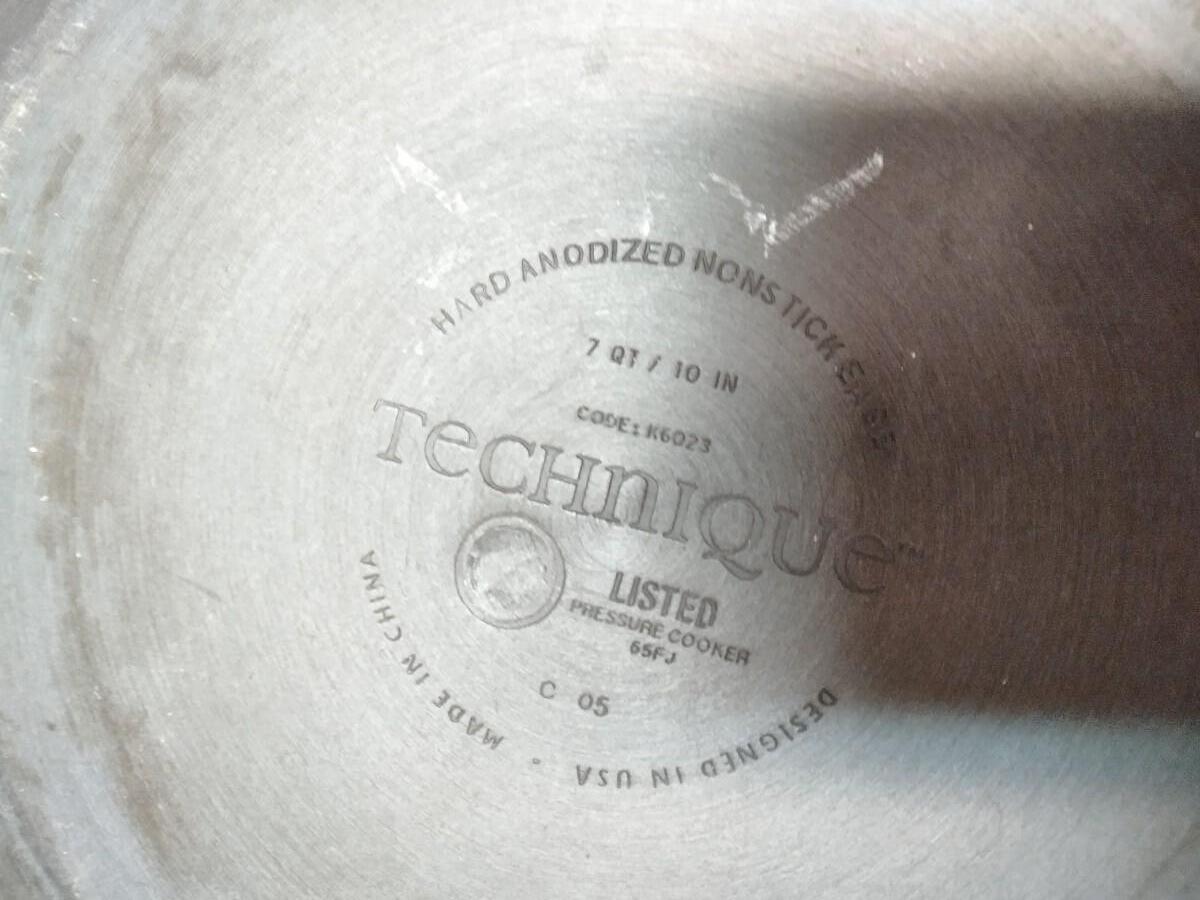 HARD ANODIZED NONSTICK
7 QT / 10 IN
CODE: K6023
TECHNIQUE™
LISTED
PRESSURE COOKER
65FJ
C 05
DESIGNED IN USA • MADE IN CHINA